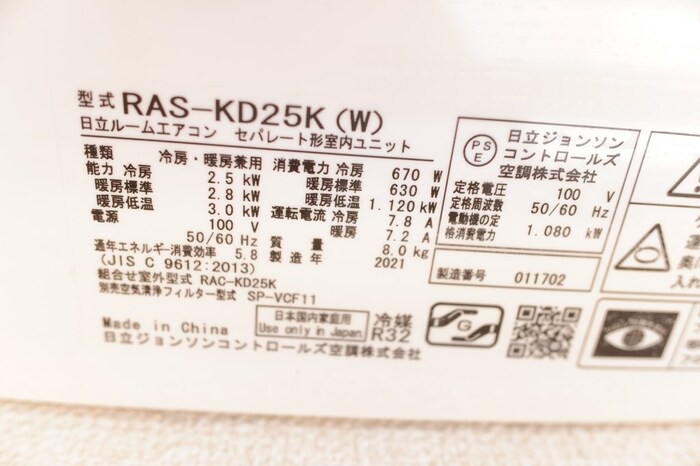 型式 RAS-KD25K (W)
日立ルームエアコン セパレート形室内ユニット
種類 冷房・暖房兼用
能力 冷房 2.5 kW
暖房標準 2.8 kW
暖房低温 3.0 kW
電源 100 V
50/60 Hz
通年エネルギー消費効率 5.8
(JIS C 9612:2013)
組合せ室外型式 RAC-KD25K
別売空気清浄フィルター型式 SP-VCF11
消費電力 冷房 670 W
暖房標準 630 W
暖房低温 1.120 kW
運転電流 冷房 7.8 A
暖房 7.2 A
質量 8.0 kg
製造年 2021
PS
E
日立ジョンソン
コントロールズ
空調株式会社
定格電圧 100 V
定格周波数 50/60 Hz
電動機の定
格消費電力 1.080 kW
製造番号 011702
日本国内家庭用
Use only in Japan
冷媒
R32
G
Made in China
日立ジョンソンコントロールズ空調株式会社
入れ